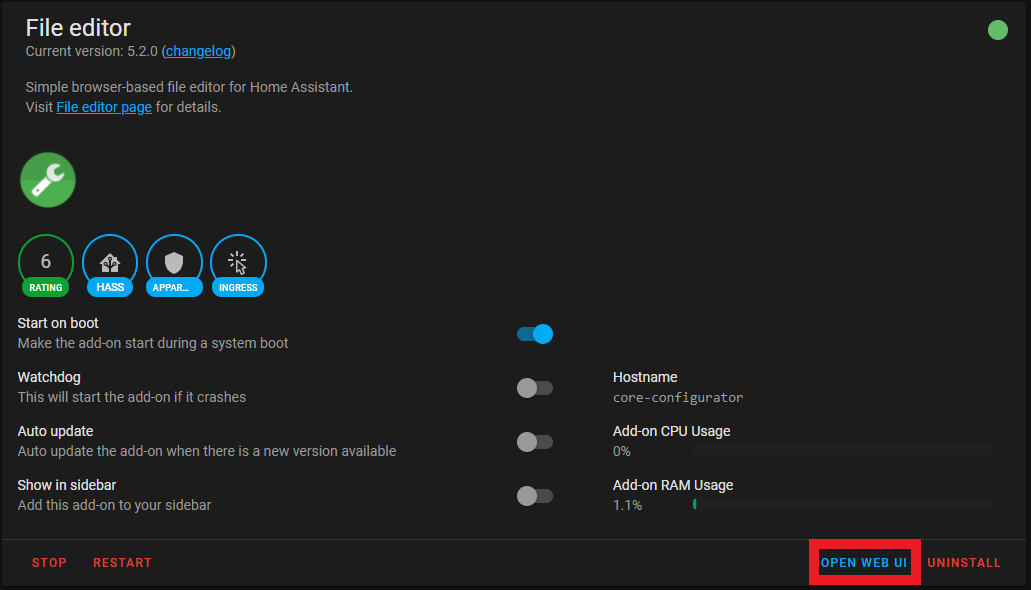 File editor
Current version: 5.2.0 (changelog)
Simple browser-based file editor for Home Assistant.
Visit File editor page for details.
6
RATING
HASS
APPAR...
INGRESS
Start on boot
Make the add-on start during a system boot
Watchdog
This will start the add-on if it crashes
Hostname
core-configurator
Auto update
Auto update the add-on when there is a new version available
Add-on CPU Usage
0%
Show in sidebar
Add this add-on to your sidebar
Add-on RAM Usage
1.1%
STOP
RESTART
OPEN WEB UI
UNINSTALL